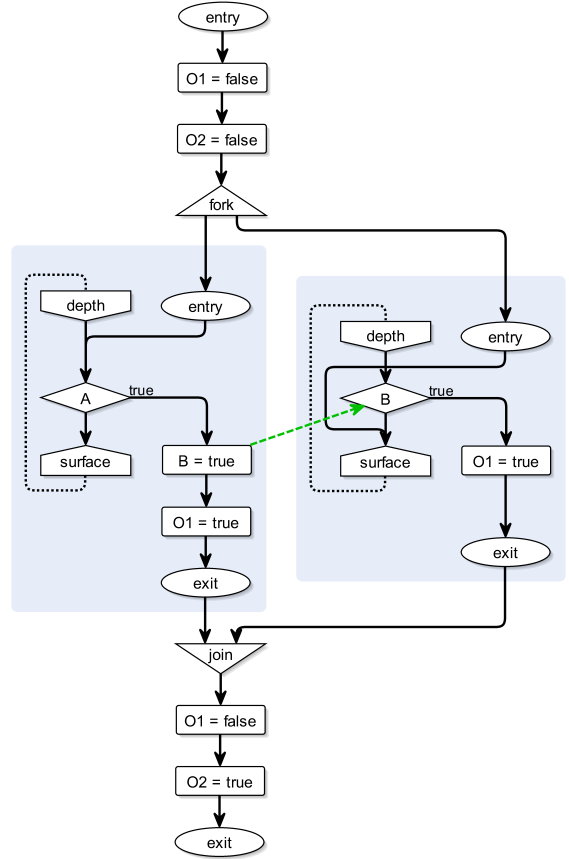 entry
O1 = false
O2 = false
fork
depth
entry
A
true
surface
B = true
O1 = true
exit
depth
entry
B
true
surface
O1 = true
exit
join
O1 = false
O2 = true
exit